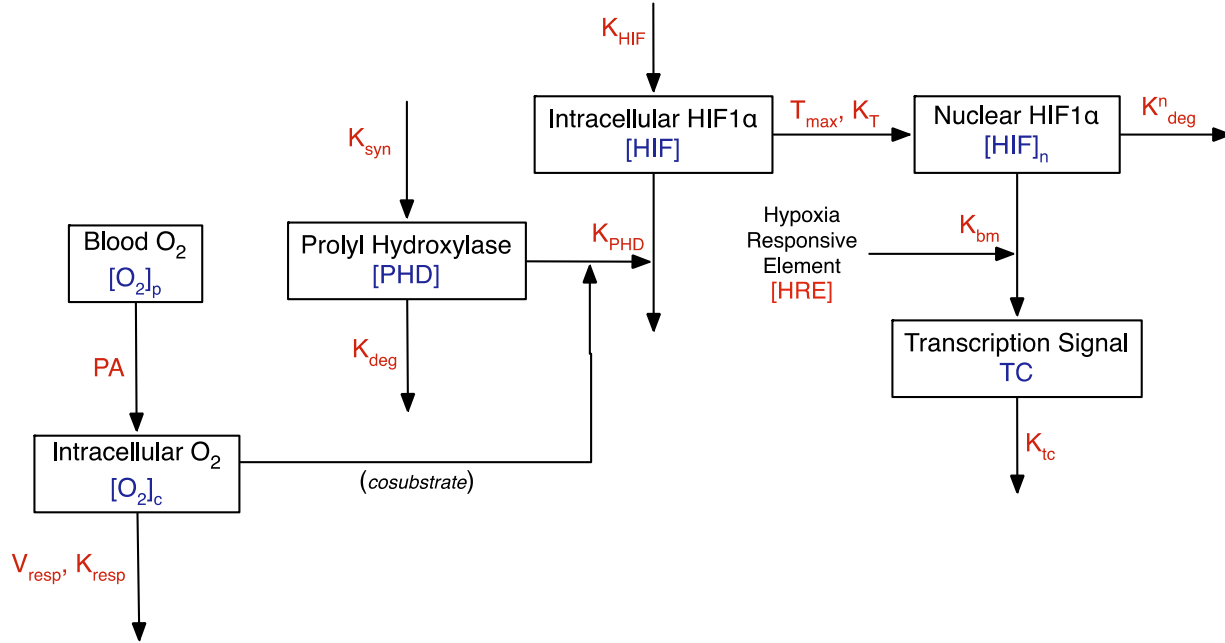 K_HIF
Intracellular HIF1α
[HIF]
T_max, K_T
Nuclear HIF1α
[HIF]_n
K^n_deg
K_syn
Prolyl Hydroxylase
[PHD]
K_PHD
K_deg
Hypoxia
Responsive
Element
[HRE]
K_bm
Blood O₂
[O₂]_p
PA
Transcription Signal
TC
K_tc
Intracellular O₂
[O₂]_c
(cosubstrate)
V_resp, K_resp